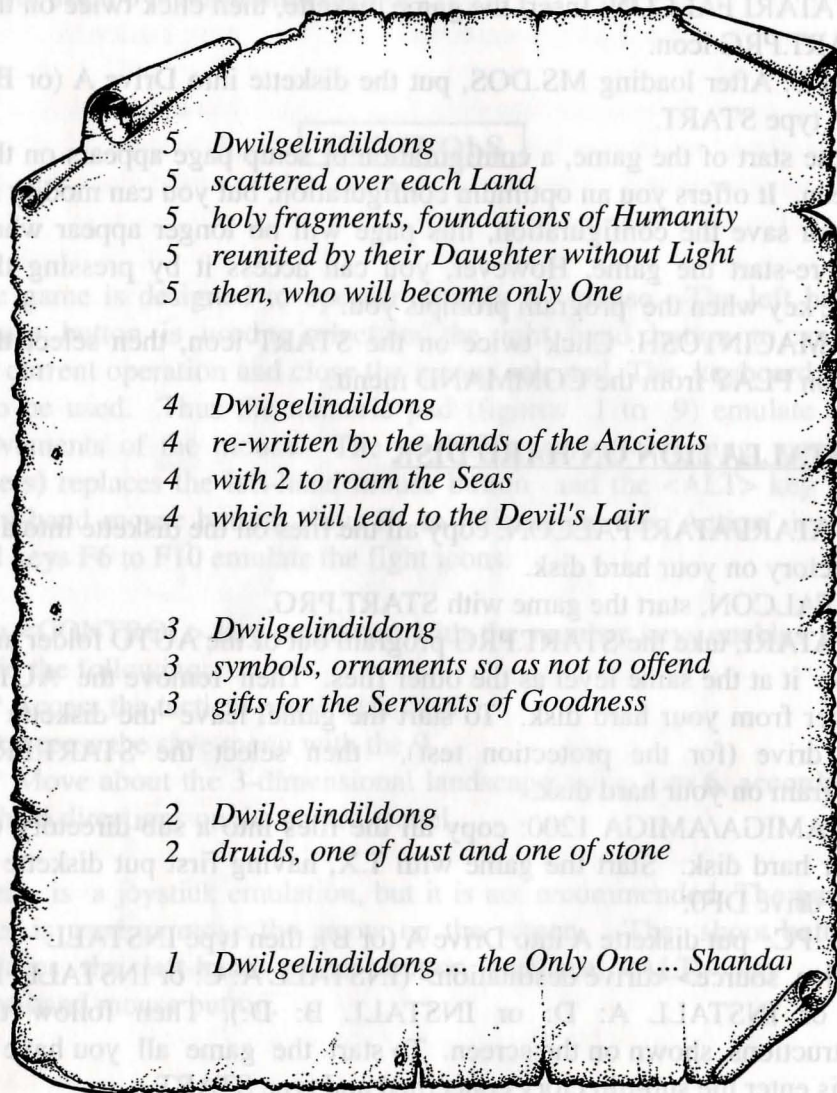 5 Dwilgelindildong
5 scattered over each Land
5 holy fragments, foundations of Humanity
5 reunited by their Daughter without Light
5 then, who will become only One
4 Dwilgelindildong
4 re-written by the hands of the Ancients
4 with 2 to roam the Seas
4 which will lead to the Devil's Lair
3 Dwilgelindildong
3 symbols, ornaments so as not to offend
3 gifts for the Servants of Goodness
2 Dwilgelindildong
2 druids, one of dust and one of stone
1 Dwilgelindildong ... the Only One ... Shandar